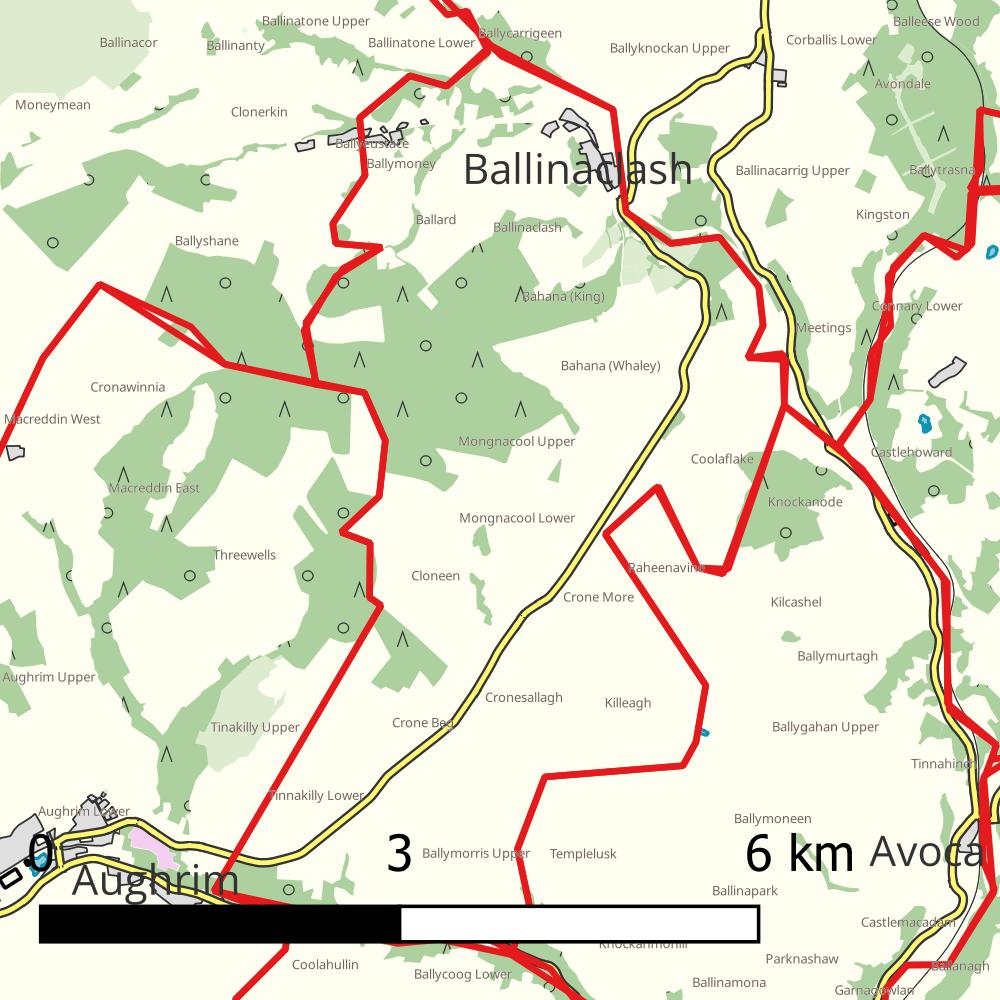 Ballinatone Upper
Balleese Wood
Ballycarrigeen
Ballinacor
Ballinanty
Ballinatone Lower
Ballyknockan Upper
Corballis Lower
Avondale
Moneymean
Clonerkin
Ballyeustace
Ballymoney
Ballinaclash
Ballinacarrig Upper
Ballytrasna
Ballard
Kingston
Ballinaclash
Ballyshane
Bahana (King)
Connary Lower
Meetings
Bahana (Whaley)
Cronawinnia
Macreddin West
Mongnacool Upper
Castlehoward
Coolaflake
Macreddin East
Knockanode
Mongnacool Lower
Threewells
Raheenavine
Cloneen
Crone More
Kilcashel
Ballymurtagh
Aughrim Upper
Cronesallagh
Killeagh
Tinakilly Upper
Crone Beg
Ballygahan Upper
Tinnahinch
Tinnakilly Lower
Aughrim Lower
Ballymoneen
0
3
6 km
Ballymorris Upper
Templelusk
Avoca
Aughrim
Ballinapark
Castlemacadam
Knockanmohill
Parknashaw
Coolahullin
Ballycoog Lower
Ballanagh
Ballinamona
Garnagowlan